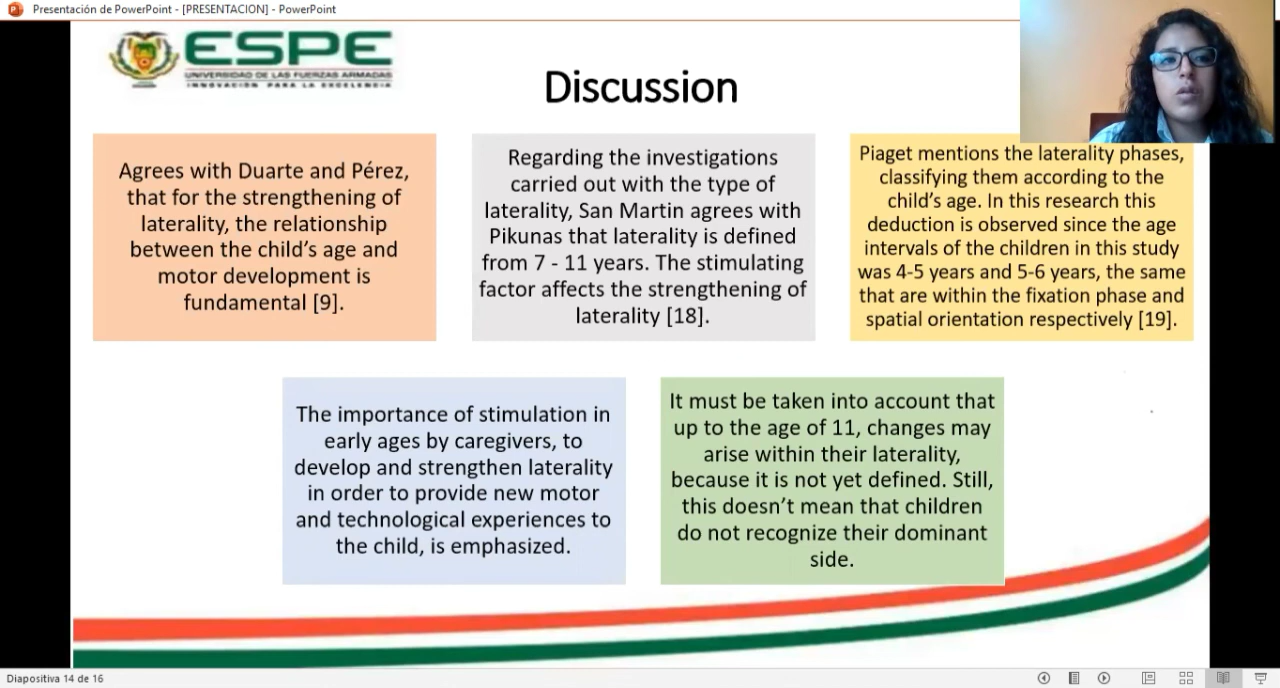 Presentación de PowerPoint - [PRESENTACION] - PowerPoint
ESPE
UNIVERSIDAD DE LAS FUERZAS ARMADAS
INNOVACIÓN PARA LA EXCELENCIA
Discussion
Agrees with Duarte and Pérez,
that for the strengthening of
laterality, the relationship
between the child’s age and
motor development is
fundamental [9].
Regarding the investigations
carried out with the type of
laterality, San Martin agrees with
Pikunas that laterality is defined
from 7 - 11 years. The stimulating
factor affects the strengthening of
laterality [18].
Piaget mentions the laterality phases,
classifying them according to the
child’s age. In this research this
deduction is observed since the age
intervals of the children in this study
was 4-5 years and 5-6 years, the same
that are within the fixation phase and
spatial orientation respectively [19].
The importance of stimulation in
early ages by caregivers, to
develop and strengthen laterality
in order to provide new motor
and technological experiences to
the child, is emphasized.
It must be taken into account that
up to the age of 11, changes may
arise within their laterality,
because it is not yet defined. Still,
this doesn’t mean that children
do not recognize their dominant
side.
Diapositiva 14 de 16